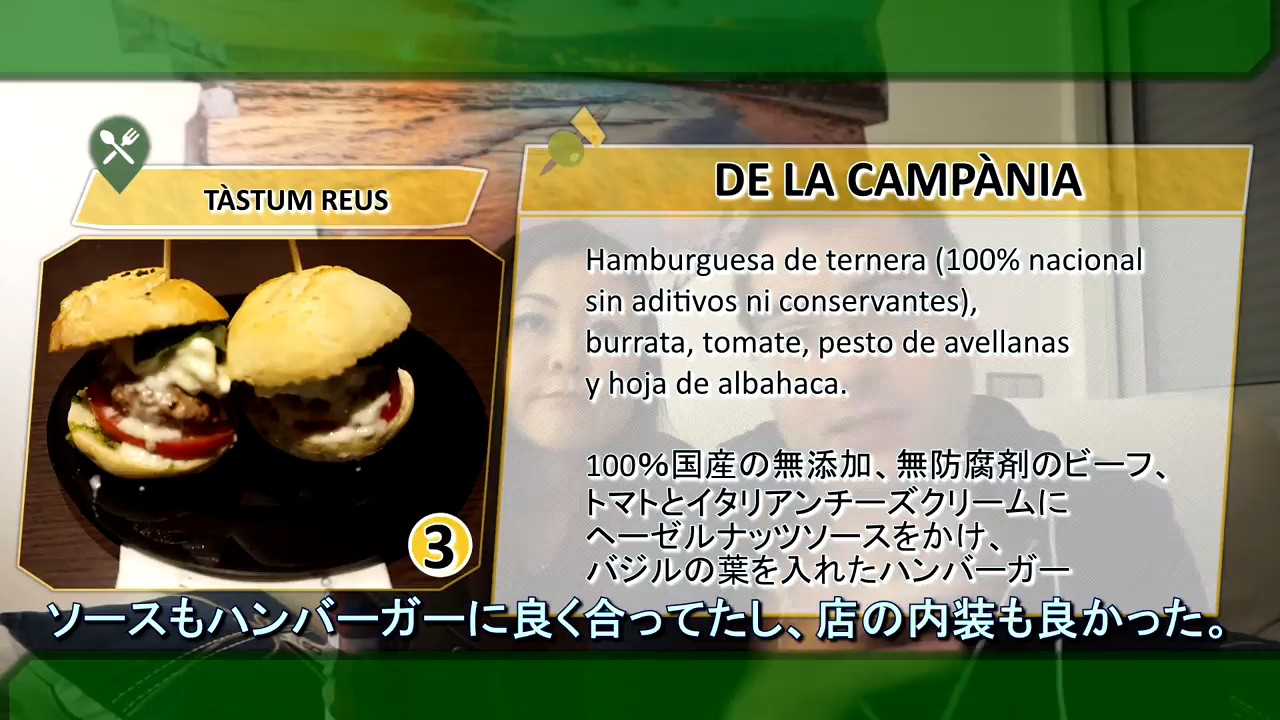 TÀSTUM REUS
DE LA CAMPÀNIA
Hamburguesa de ternera (100% nacional
sin aditivos ni conservantes),
burrata, tomate, pesto de avellanas
y hoja de albahaca.
100%国産の無添加、無防腐剤のビーフ、
トマトとイタリアンチーズクリームに
ヘーゼルナッツソースをかけ、
バジルの葉を入れたハンバーガー
3
ソースもハンバーガーに良く合ってたし、店の内装も良かった。